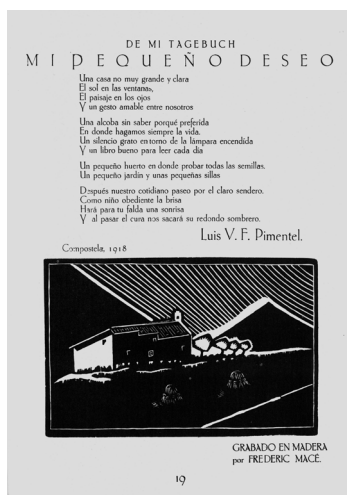 DE MI TAGEBUCH
MI PEQUEÑO DESEO
Una casa no muy grande y clara
El sol en las ventanas,
El paisaje en los ojos
Y un gesto amable entre nosotros
Una alcoba sin saber porqué preferida
En donde hagamos siempre la vida.
Un silencio grato en torno de la lámpara encendida
Y un libro bueno para leer cada día
Un pequeño huerto en donde probar todas las semillas.
Un pequeño jardín y unas pequeñas sillas
Después nuestro cotidiano paseo por el claro sendero.
Como niño obediente la brisa
Hará para tu falda una sonrisa
Y al pasar el cura nos sacará su redondo sombrero.
Luis V. F. Pimentel.
Compostela, 1918
GRABADO EN MADERA
por FREDERIC MACÉ.
19